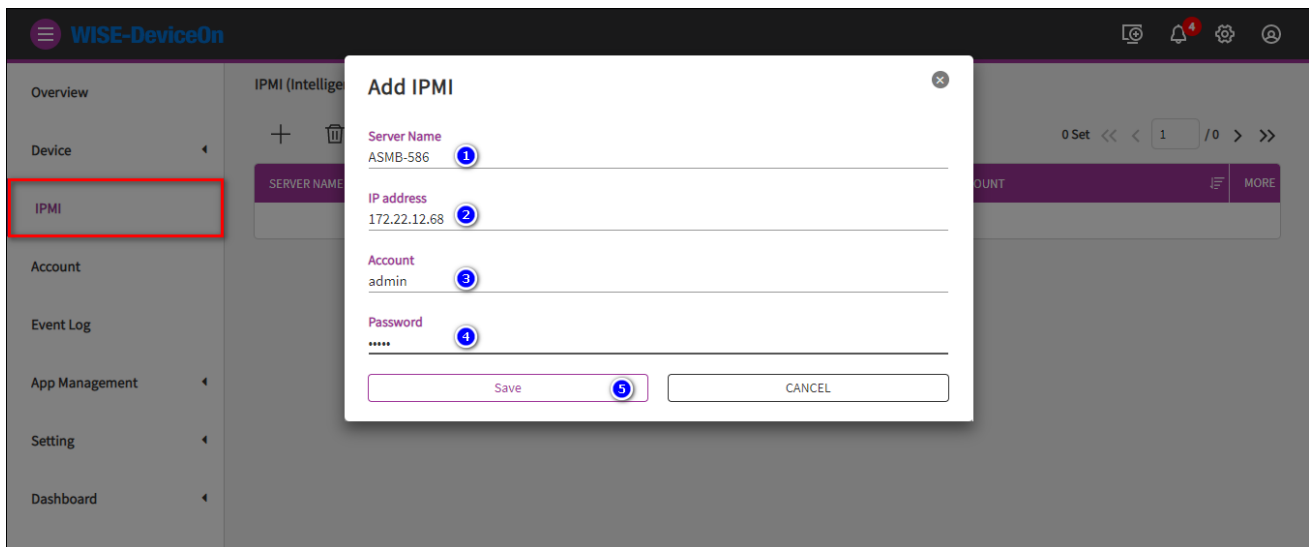 WISE-DeviceOn
4
Overview
Device
IPMI
Account
Event Log
App Management
Setting
Dashboard
IPMI (Intellige
0 Set
1
/ 0
SERVER NAME
OUNT
MORE
Add IPMI
Server Name
ASMB-586
1
IP address
172.22.12.68
2
Account
admin
3
Password
•••••
4
Save
5
CANCEL